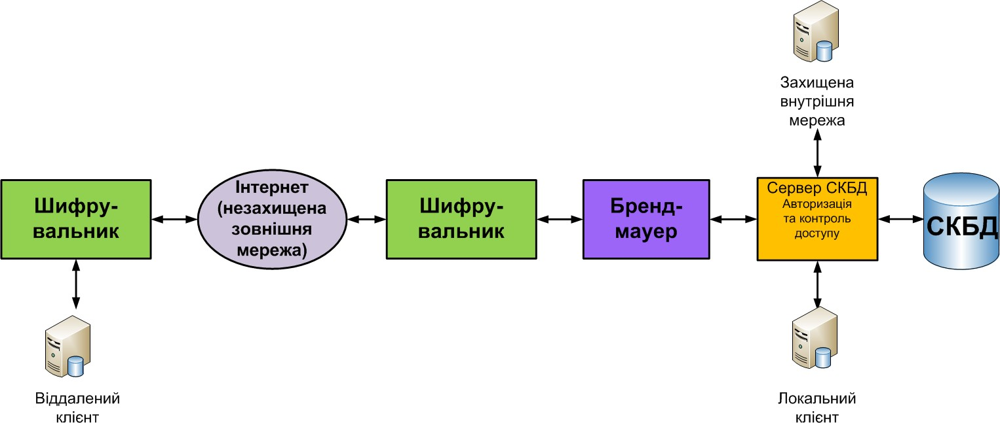 Захищена
внутрішня
мережа
Шифру-
вальник
Інтернет
(незахищена
зовнішня
мережа)
Шифру-
вальник
Бренд-
мауер
Сервер СКБД
Авторизація
та контроль
доступу
СКБД
Віддалений
клієнт
Локальний
клієнт